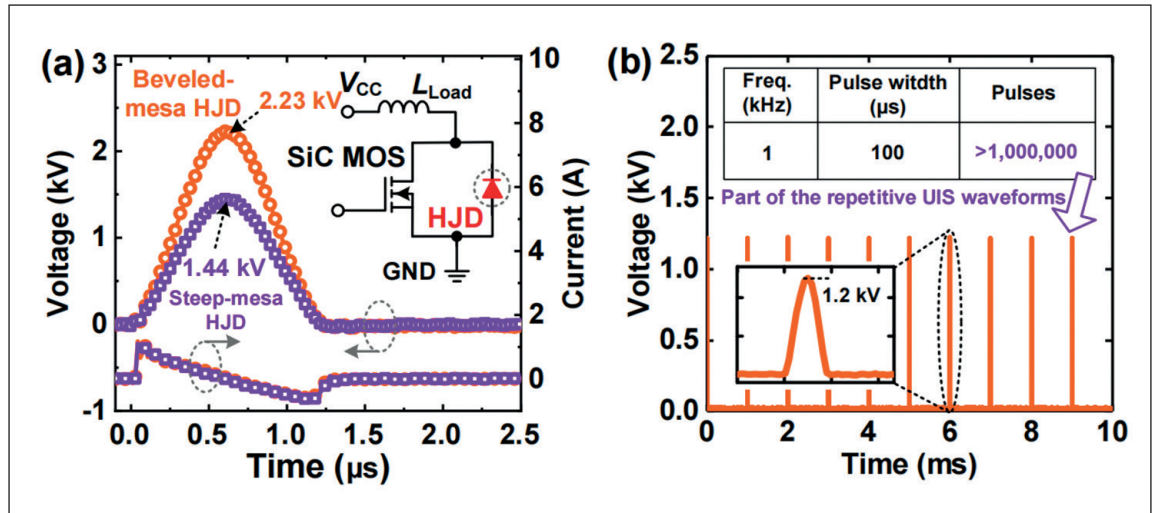 (a)
3
2
1
0
-1
Voltage (kV)
Beveled-
mesa HJD
2.23 kV
1.44 kV
Steep-mesa
HJD
V_CC
L_Load
SiC MOS
HJD
GND
10
8
6
4
2
0
Current (A)
0.0 0.5 1.0 1.5 2.0 2.5
Time (μs)
(b)
2.5
2.0
1.5
1.0
0.5
0.0
Voltage (kV)
Freq. (kHz) Pulse witdth (μs) Pulses
1 100 >1,000,000
Part of the repetitive UIS waveforms
1.2 kV
0 2 4 6 8 10
Time (ms)